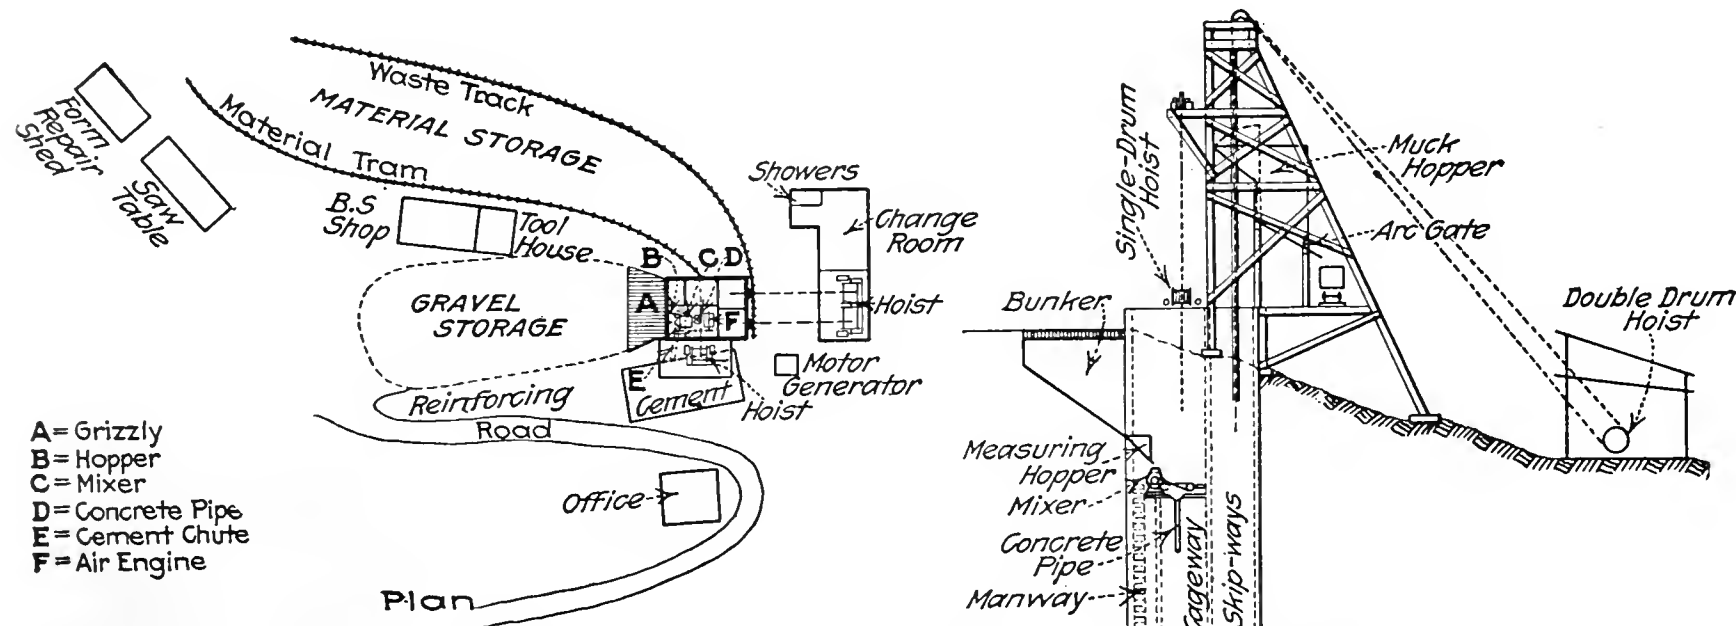 Waste Track
MATERIAL STORAGE
Material Tram
Form
Repair
Shed
Saw
Table
B.S
Shop
Tool
House
Showers
Change
Room
B C D
A
F
E
GRAVEL
STORAGE
Hoist
Motor
Generator
Cement
Hoist
Reinforcing
Road
Office
A = Grizzly
B = Hopper
C = Mixer
D = Concrete Pipe
E = Cement Chute
F = Air Engine
Plan
Single-Drum
Hoist
Muck
Hopper
Arc Gate
Bunker
Double Drum
Hoist
Measuring
Hopper
Mixer
Concrete
Pipe
Manway
Cageway
Skip-ways